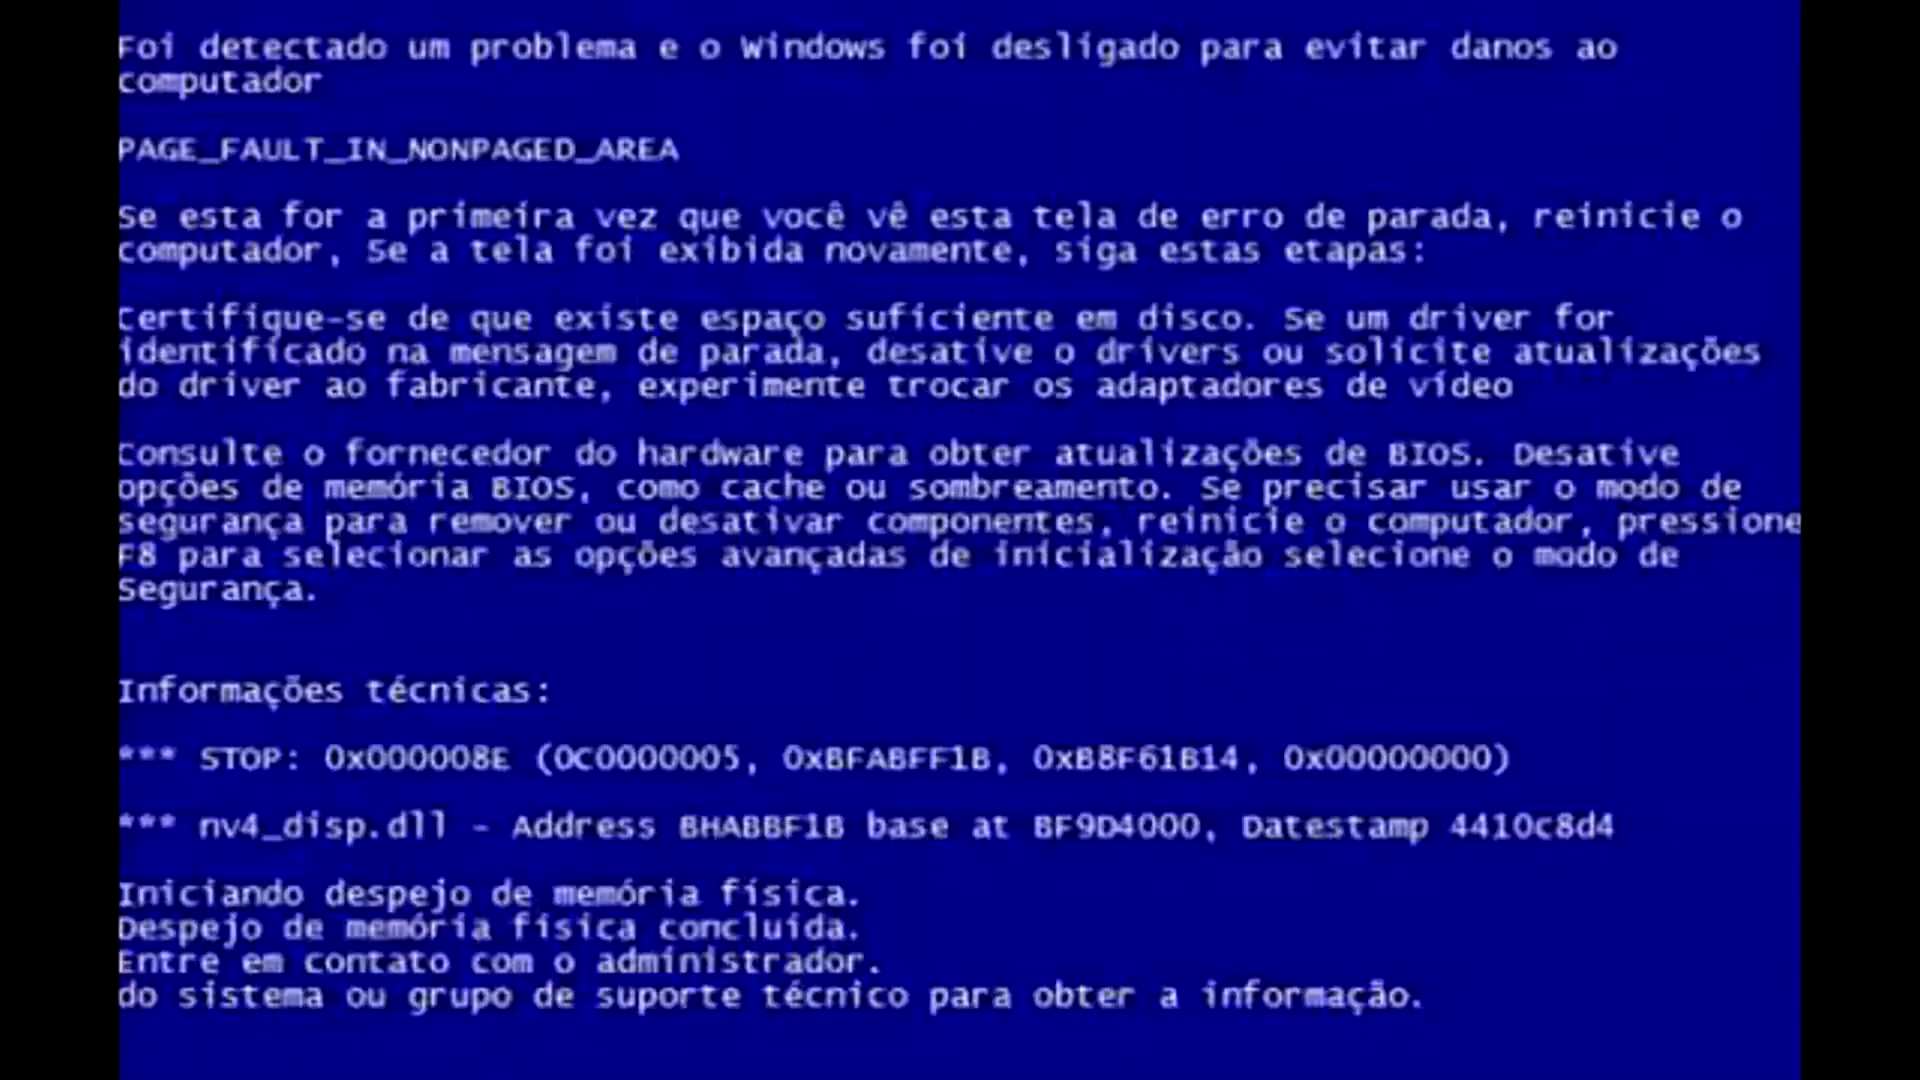 Foi detectado um problema e o Windows foi desligado para evitar danos ao
computador
PAGE_FAULT_IN_NONPAGED_AREA
Se esta for a primeira vez que você vê esta tela de erro de parada, reinicie o
computador, Se a tela foi exibida novamente, siga estas etapas:
Certifique-se de que existe espaço suficiente em disco. Se um driver for
identificado na mensagem de parada, desative o drivers ou solicite atualizações
do driver ao fabricante, experimente trocar os adaptadores de vídeo
Consulte o fornecedor do hardware para obter atualizações de BIOS. Desative
opções de memória BIOS, como cache ou sombreamento. Se precisar usar o modo de
segurança para remover ou desativar componentes, reinicie o computador, pressione
F8 para selecionar as opções avançadas de inicialização selecione o modo de
Segurança.
Informações técnicas:
*** STOP: 0x000008E (0C0000005, 0xBFABFF1B, 0xB8F61B14, 0x00000000)
*** nv4_disp.dll - Address BHABBF1B base at BF9D4000, Datestamp 4410c8d4
Iniciando despejo de memória física.
Despejo de memória física concluída.
Entre em contato com o administrador.
do sistema ou grupo de suporte técnico para obter a informação.